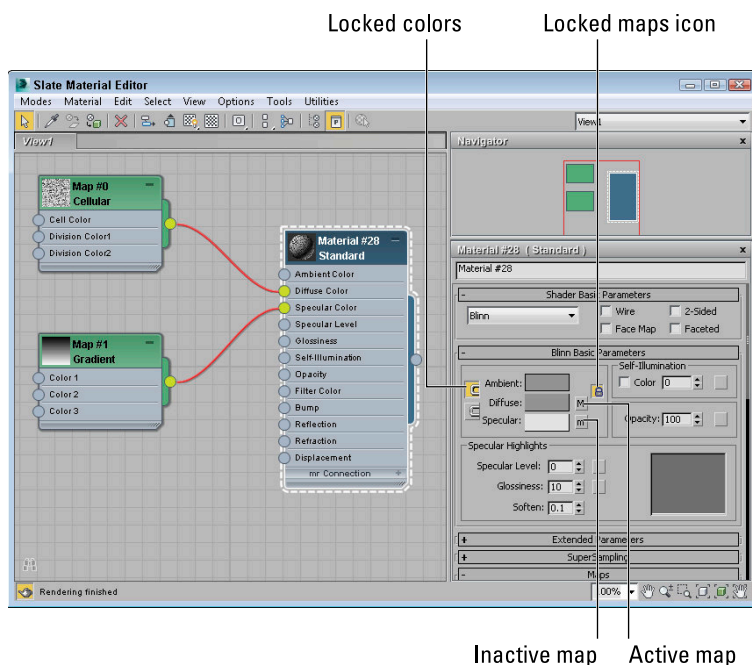 Locked colors
Locked maps icon
Slate Material Editor
Modes Material Edit Select View Options Tools Utilities
View1
View1
Navigator
Map #0
Cellular
Cell Color
Division Color1
Division Color2
Map #1
Gradient
Color 1
Color 2
Color 3
Material #28
Standard
Ambient Color
Diffuse Color
Specular Color
Specular Level
Glossiness
Self-Illumination
Opacity
Filter Color
Bump
Reflection
Refraction
Displacement
mr Connection +
Material #28 ( Standard )
Material #28
- Shader Basic Parameters
Blinn
Wire
2-Sided
Face Map
Faceted
- Blinn Basic Parameters
Ambient:
Diffuse: M
Specular: m
Self-Illumination
Color 0
Opacity: 100
Specular Highlights
Specular Level: 0
Glossiness: 10
Soften: 0.1
+ Extended Parameters
+ SuperSampling
- Maps
Rendering finished
100%
Inactive map
Active map